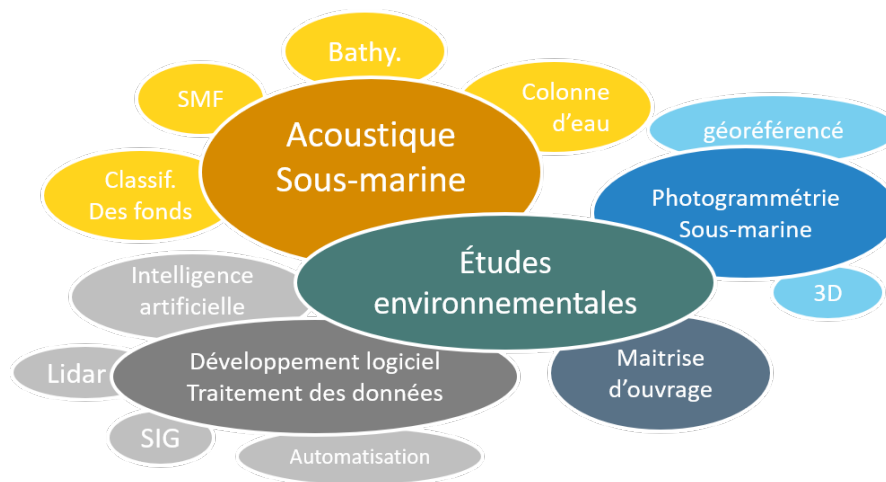 Bathy.
SMF
Colonne
d'eau
Acoustique
Sous-marine
géoréférencé
Classif.
Des fonds
Photogrammétrie
Sous-marine
Études
environnementales
Intelligence
artificielle
3D
Développement logiciel
Traitement des données
Maitrise
d'ouvrage
Lidar
SIG
Automatisation